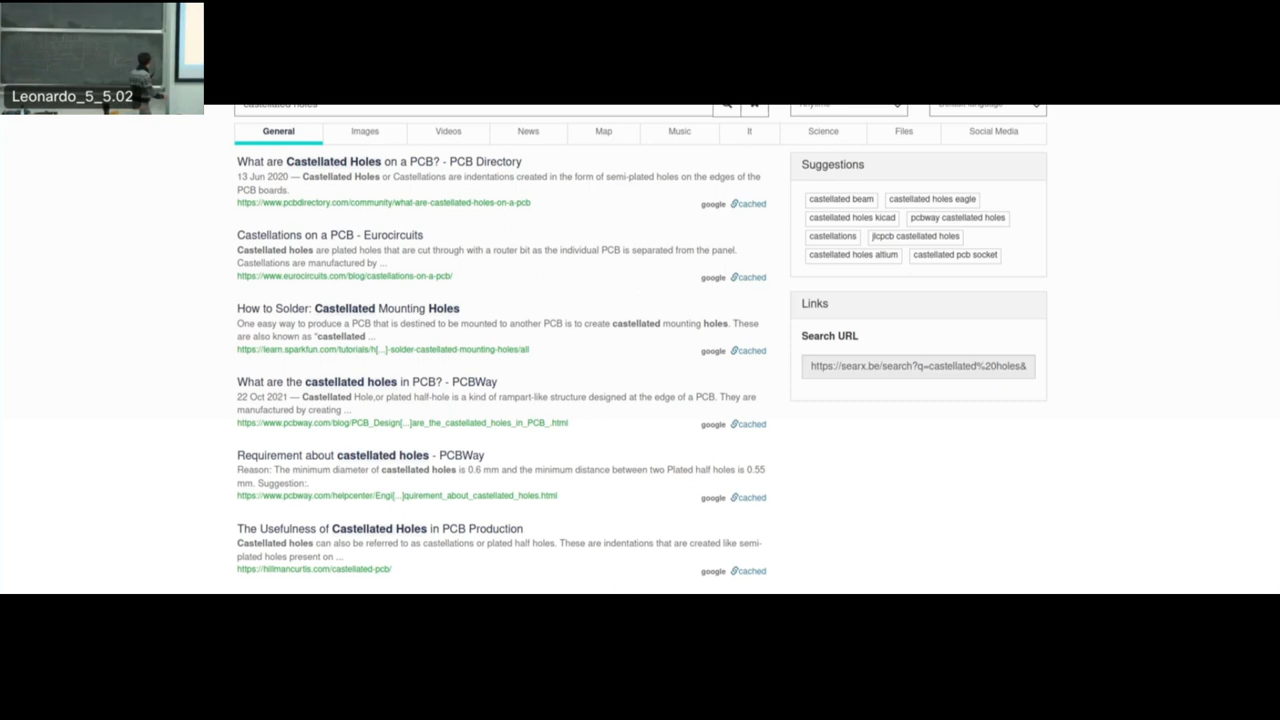 Leonardo_5_5.02
castellated holes
Anytime
Default language
General
Images
Videos
News
Map
Music
It
Science
Files
Social Media
What are Castellated Holes on a PCB? - PCB Directory
13 Jun 2020 — Castellated Holes or Castellations are indentations created in the form of semi-plated holes on the edges of the
PCB boards.
https://www.pcbdirectory.com/community/what-are-castellated-holes-on-a-pcb
google cached
Castellations on a PCB - Eurocircuits
Castellated holes are plated holes that are cut through with a router bit as the individual PCB is separated from the panel.
Castellations are manufactured by ...
https://www.eurocircuits.com/blog/castellations-on-a-pcb/
google cached
How to Solder: Castellated Mounting Holes
One easy way to produce a PCB that is destined to be mounted to another PCB is to create castellated mounting holes. These
are also known as "castellated ...
https://learn.sparkfun.com/tutorials/h[...]-solder-castellated-mounting-holes/all
google cached
What are the castellated holes in PCB? - PCBWay
22 Oct 2021 — Castellated Hole,or plated half-hole is a kind of rampart-like structure designed at the edge of a PCB. They are
manufactured by creating ...
https://www.pcbway.com/blog/PCB_Design[...]are_the_castellated_holes_in_PCB_.html
google cached
Requirement about castellated holes - PCBWay
Reason: The minimum diameter of castellated holes is 0.6 mm and the minimum distance between two Plated half holes is 0.55
mm. Suggestion:.
https://www.pcbway.com/helpcenter/Engi[...]quirement_about_castellated_holes.html
google cached
The Usefulness of Castellated Holes in PCB Production
Castellated holes can also be referred to as castellations or plated half holes. These are indentations that are created like semi-
plated holes present on ...
https://hillmancurtis.com/castellated-pcb/
google cached
Suggestions
castellated beam
castellated holes eagle
castellated holes kicad
pcbway castellated holes
castellations
jlcpcb castellated holes
castellated holes altium
castellated pcb socket
Links
Search URL
https://searx.be/search?q=castellated%20holes&